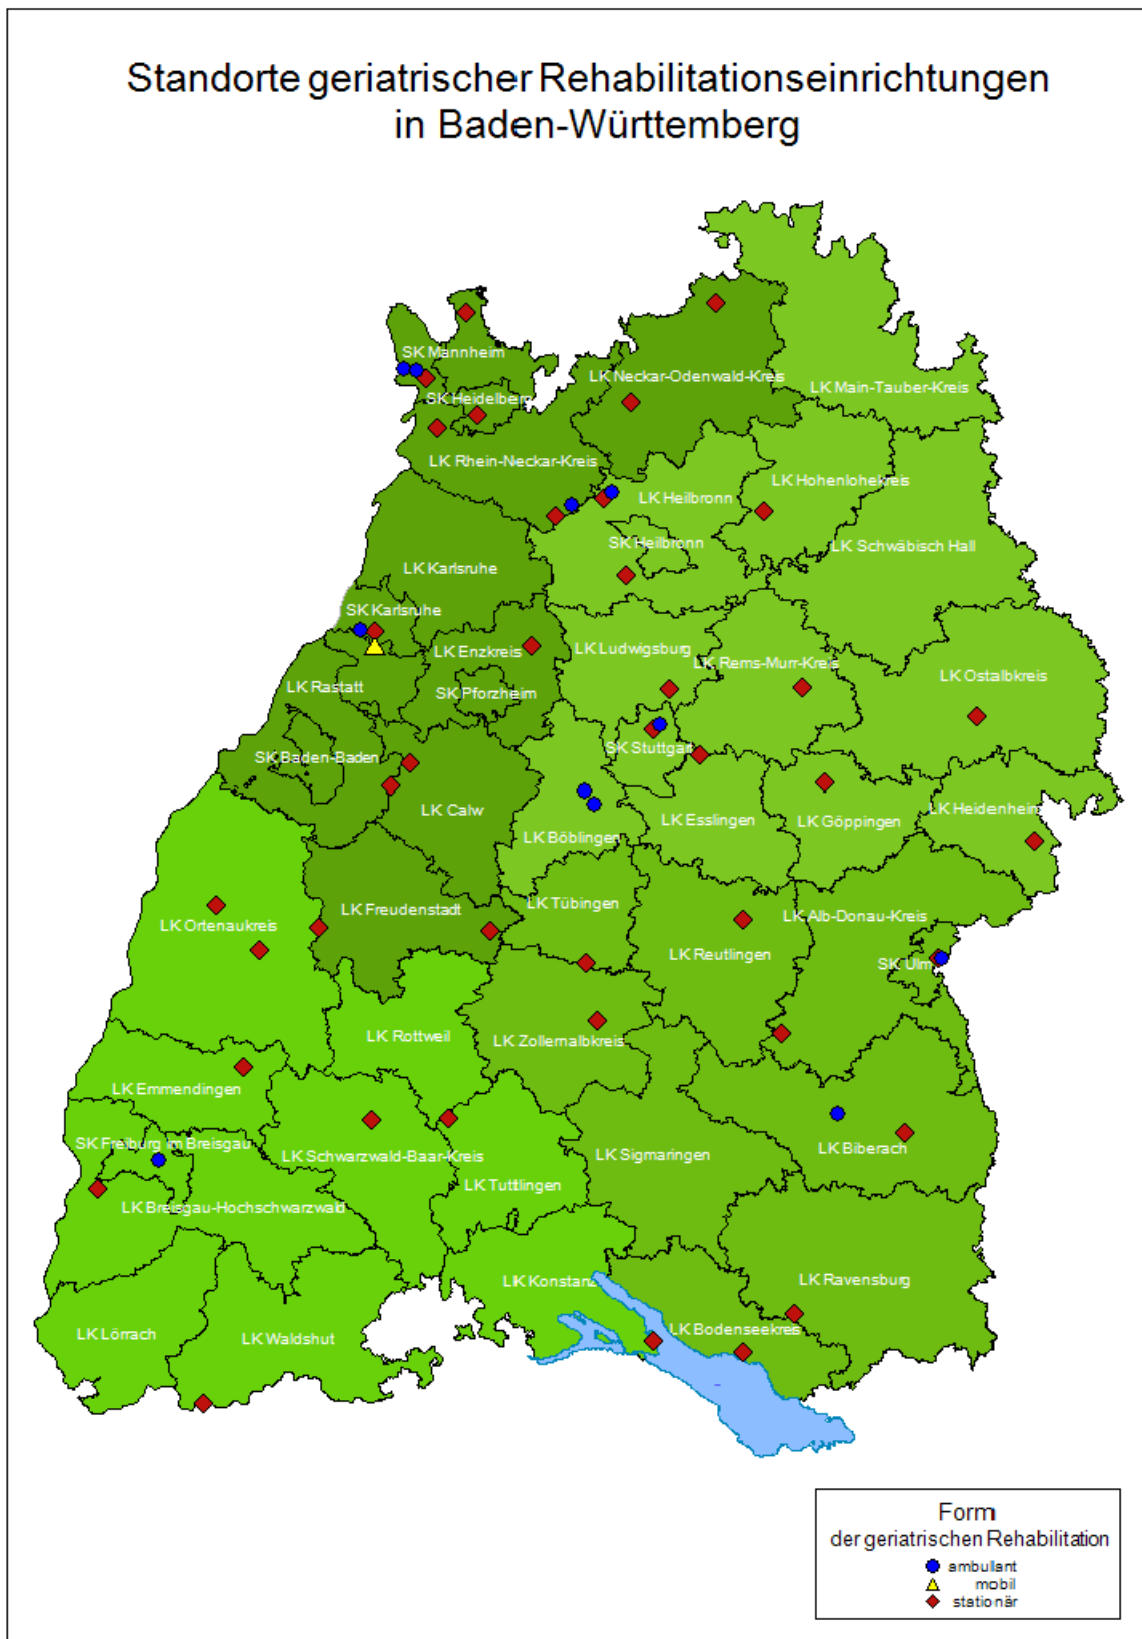 Standorte geriatrischer Rehabilitationseinrichtungen
in Baden-Württemberg
SK Mannheim
LK Neckar-Odenwald-Kreis
LK Main-Tauber-Kreis
SK Heidelberg
LK Rhein-Neckar-Kreis
LK Hohenlohekreis
LK Heilbronn
SK Heilbronn
LK Schwäbisch Hall
LK Karlsruhe
SK Karlsruhe
LK Enzkreis
LK Ludwigsburg
LK Rems-Murr-Kreis
LK Ostalbkreis
LK Rastatt
SK Pforzheim
SK Baden-Baden
SK Stuttgart
LK Calw
LK Böblingen
LK Esslingen
LK Göppingen
LK Heidenheim
LK Freudenstadt
LK Tübingen
LK Alb-Donau-Kreis
LK Ortenaukreis
LK Reutlingen
SK Ulm
LK Rottweil
LK Zollernalbkreis
LK Emmendingen
SK Freiburg im Breisgau
LK Schwarzwald-Baar-Kreis
LK Sigmaringen
LK Biberach
LK Tuttlingen
LK Breisgau-Hochschwarzwald
LK Konstanz
LK Ravensburg
LK Lörrach
LK Waldshut
LK Bodenseekreis
Form
der geriatrischen Rehabilitation
ambullant
mobil
stationär